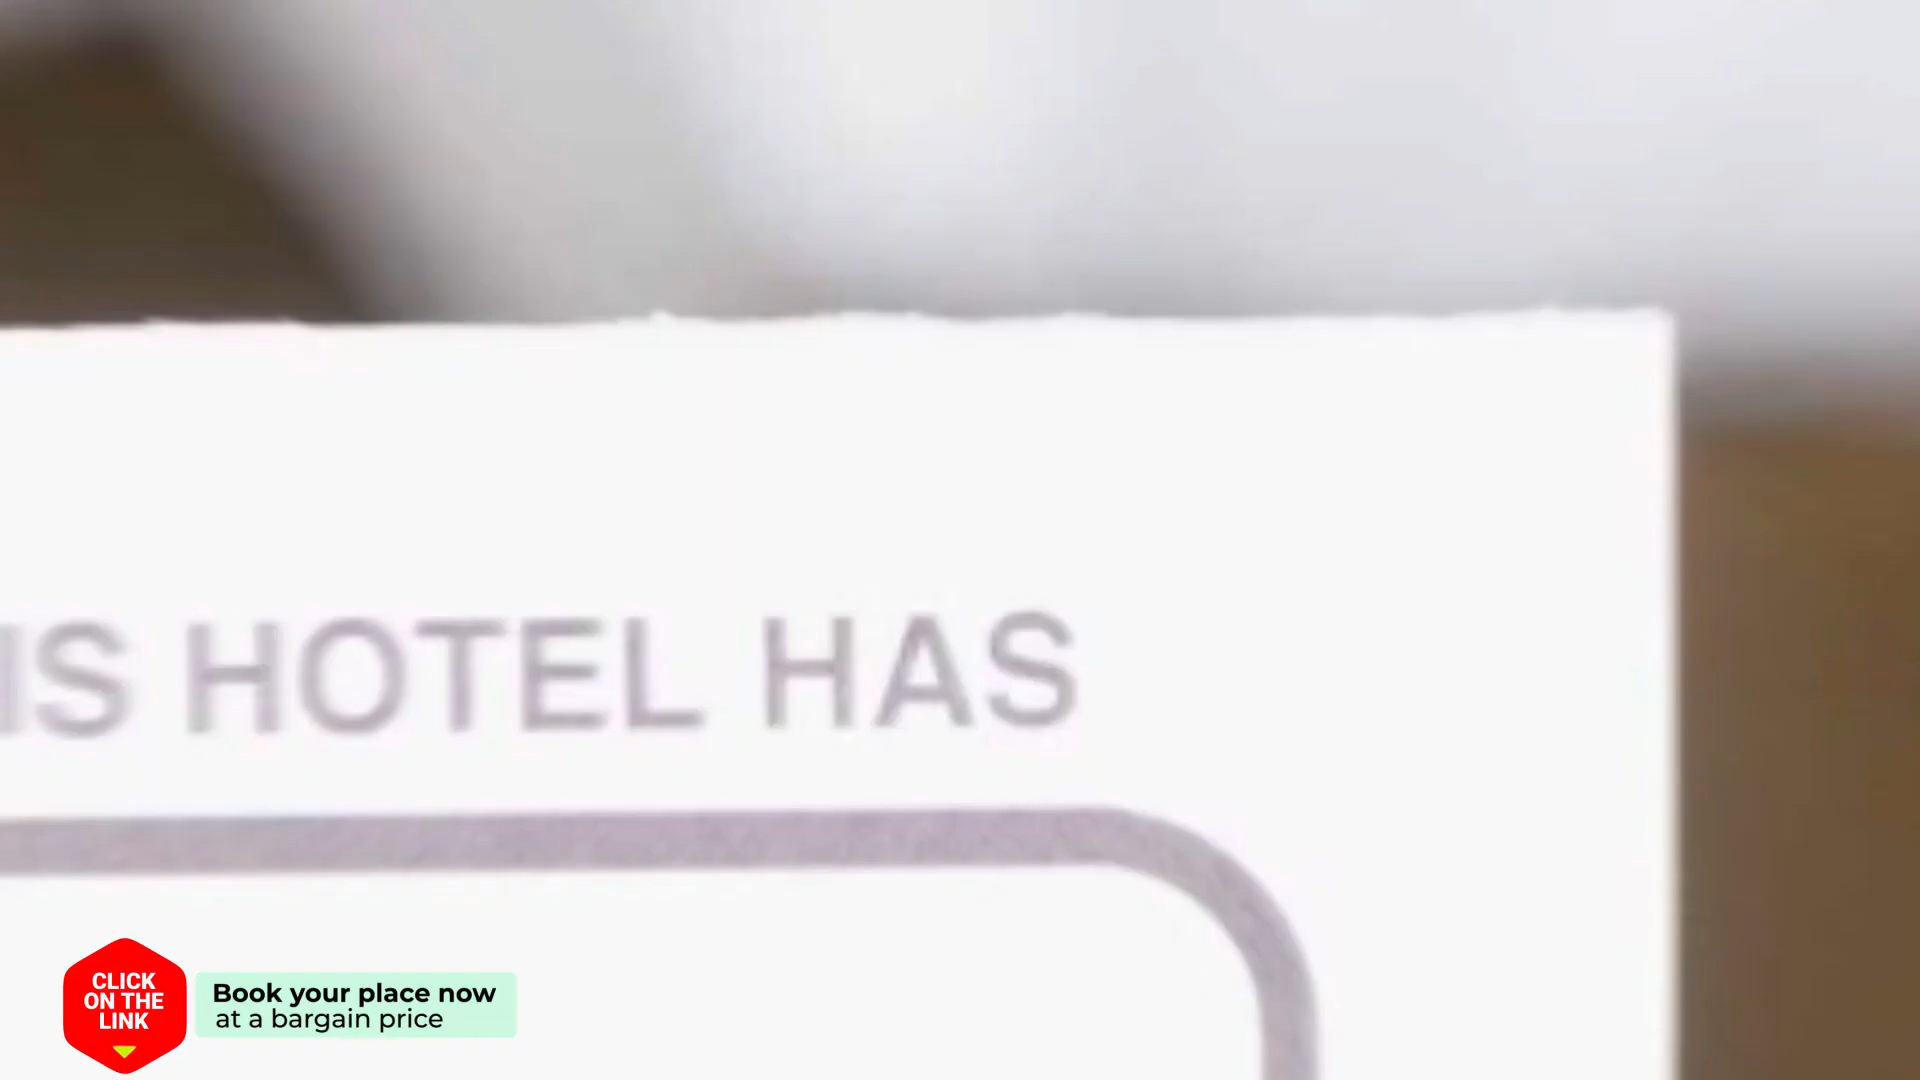 IS HOTEL HAS
CLICK
ON THE
LINK
Book your place now
at a bargain price